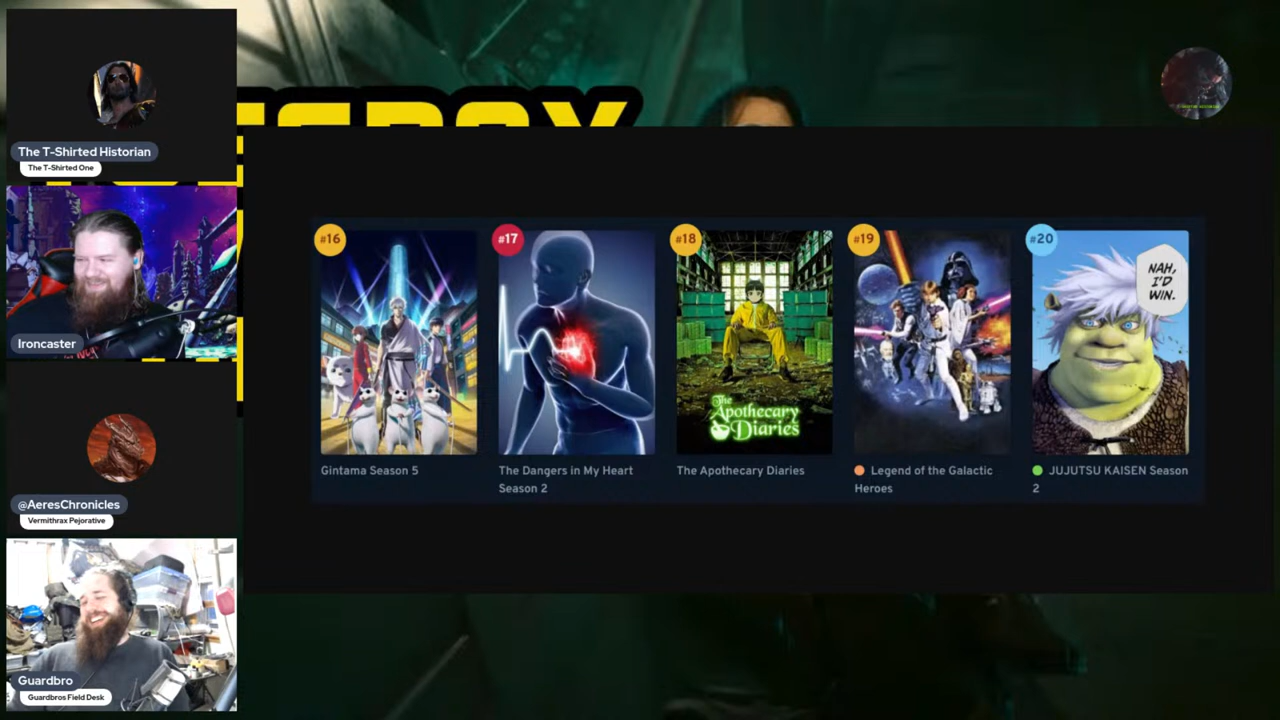 The T-Shirted Historian
The T-Shirted One
Ironcaster
@AeresChronicles
Vermithrax Pejorative
Guardbro
Guardbros Field Desk
#16
#17
#18
#19
#20
NAH,
I'D
WIN.
The
Apothecary
Diaries
Gintama Season 5
The Dangers in My Heart
Season 2
The Apothecary Diaries
Legend of the Galactic
Heroes
JUJUTSU KAISEN Season
2